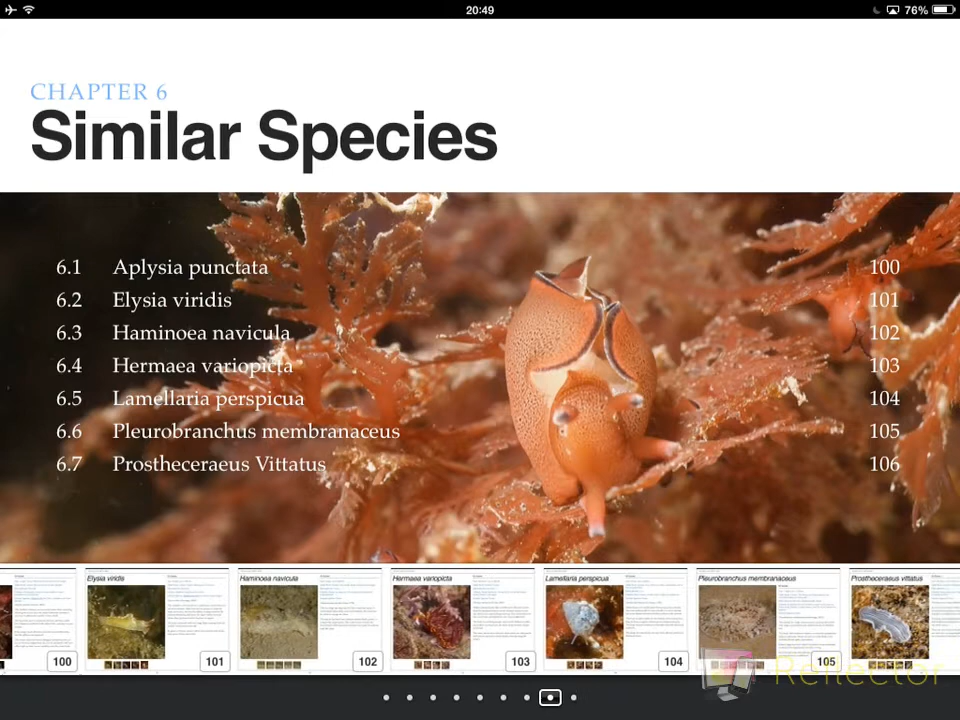 20:49
76%
CHAPTER 6
Similar Species
6.1 Aplysia punctata 100
6.2 Elysia viridis 101
6.3 Haminoea navicula 102
6.4 Hermaea variopicta 103
6.5 Lamellaria perspicua 104
6.6 Pleurobranchus membranaceus 105
6.7 Prostheceraeus Vittatus 106
Elysia viridis Haminoea navicula Hermaea variopicta Lamellaria perspicua Pleurobranchus membranaceus Prostheceraeus vittatus
100 101 102 103 104 105
Reflector